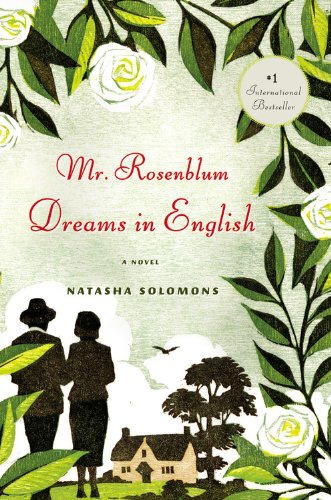 #1
International
Bestseller
Mr. Rosenblum
Dreams in English
A NOVEL
NATASHA SOLOMONS